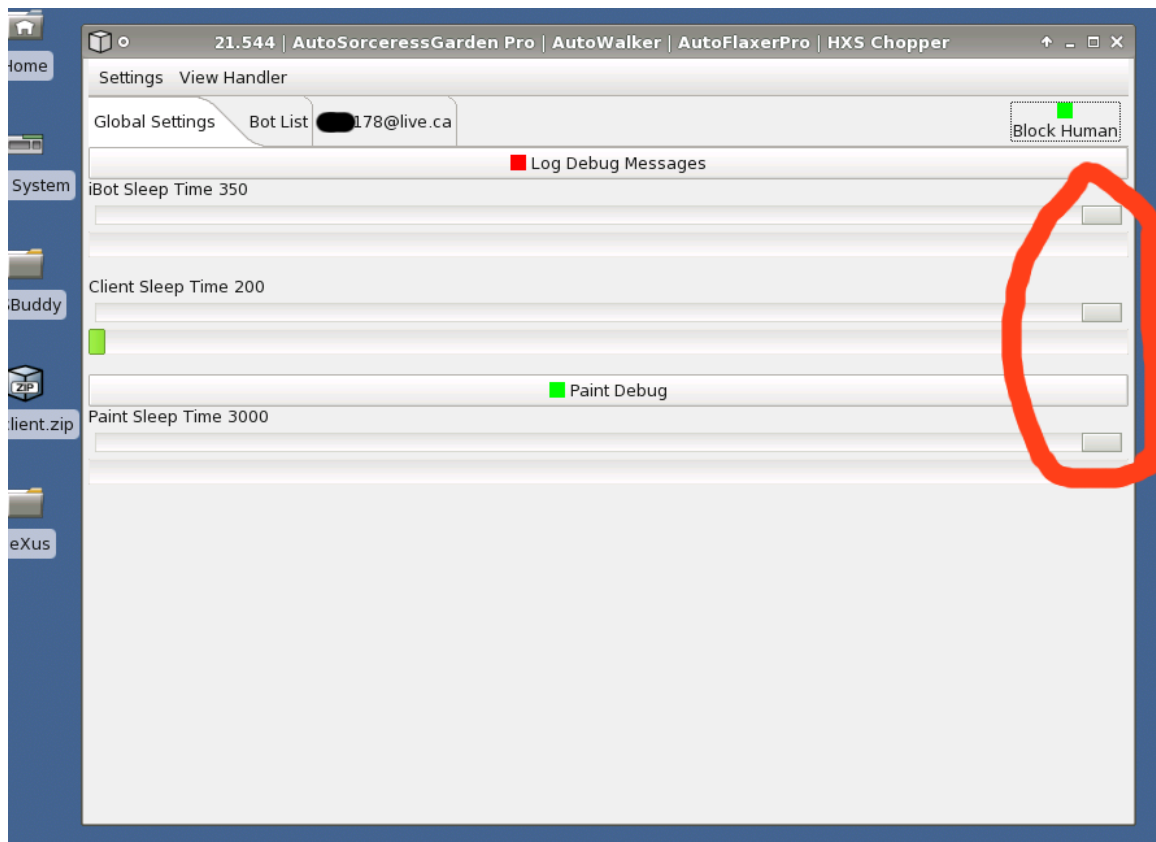 21.544 | AutoSorceressGarden Pro | AutoWalker | AutoFlaxerPro | HXS Chopper
Settings View Handler
Global Settings Bot List 178@live.ca
Block Human
Log Debug Messages
iBot Sleep Time 350
Client Sleep Time 200
Paint Debug
Paint Sleep Time 3000
System
Buddy
ZIP
client.zip
eXus